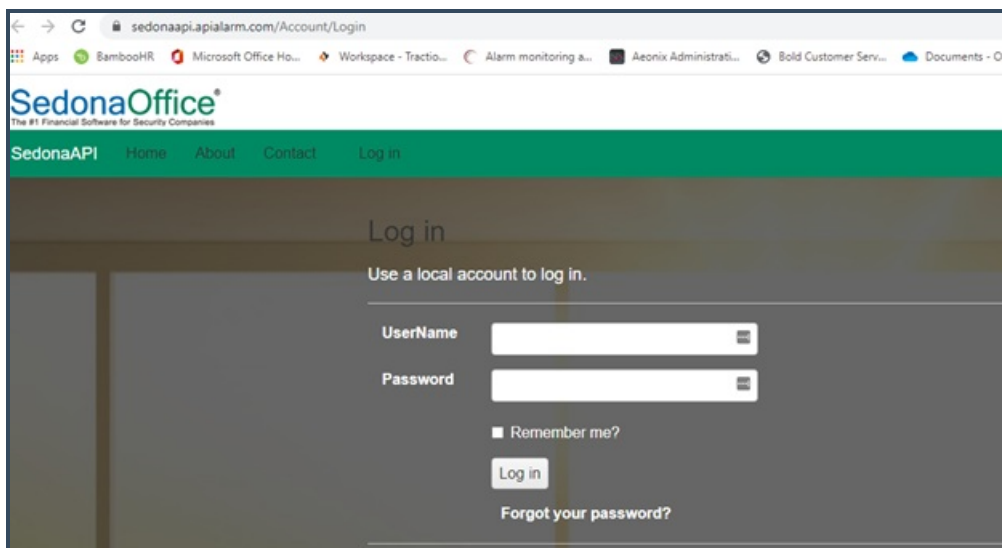 sedonaapi.apialarm.com/Account/Login
Apps BambooHR Microsoft Office Ho... Workspace - Tractio... Alarm monitoring a... Aeonix Administrati... Bold Customer Serv... Documents - O
SedonaOffice®
The #1 Financial Software for Security Companies
SedonaAPI Home About Contact Log in
Log in
Use a local account to log in.
UserName
Password
Remember me?
Log in
Forgot your password?